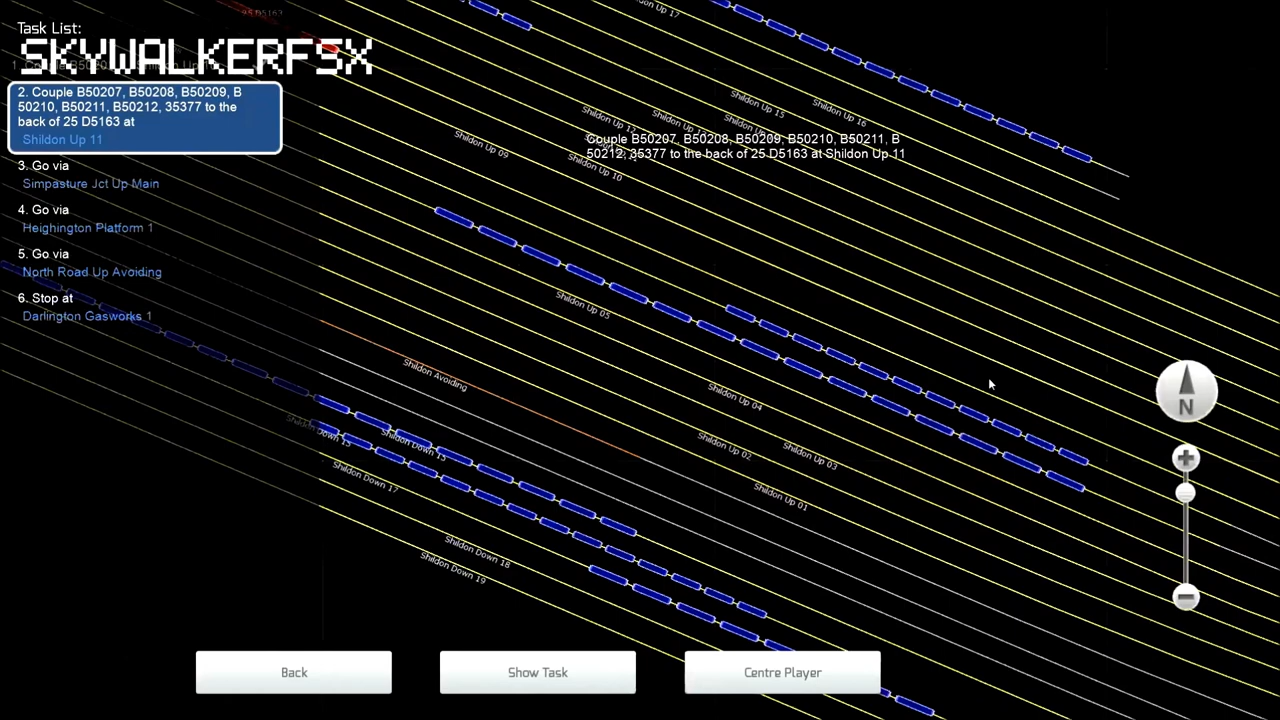 25 D5163
Task List:
SKYWALKERFSX
2. Couple B50207, B50208, B50209, B
50210, B50211, B50212, 35377 to the
back of 25 D5163 at
Shildon Up 11
3. Go via
Simpasture Jct Up Main
4. Go via
Heighington Platform 1
5. Go via
North Road Up Avoiding
6. Stop at
Darlington Gasworks 1
Shildon Up 17
Shildon Up 15
Shildon Up 16
Couple B50207, B50208, B50209, B50210, B50211, B
50212, 35377 to the back of 25 D5163 at Shildon Up 11
Shildon Up 09
Shildon Up 10
Shildon Up 05
Shildon Avoiding
Shildon Up 04
Shildon Down 15
Shildon Up 02
Shildon Up 03
Shildon Down 17
Shildon Up 01
Shildon Down 18
Shildon Down 19
N
Back
Show Task
Centre Player